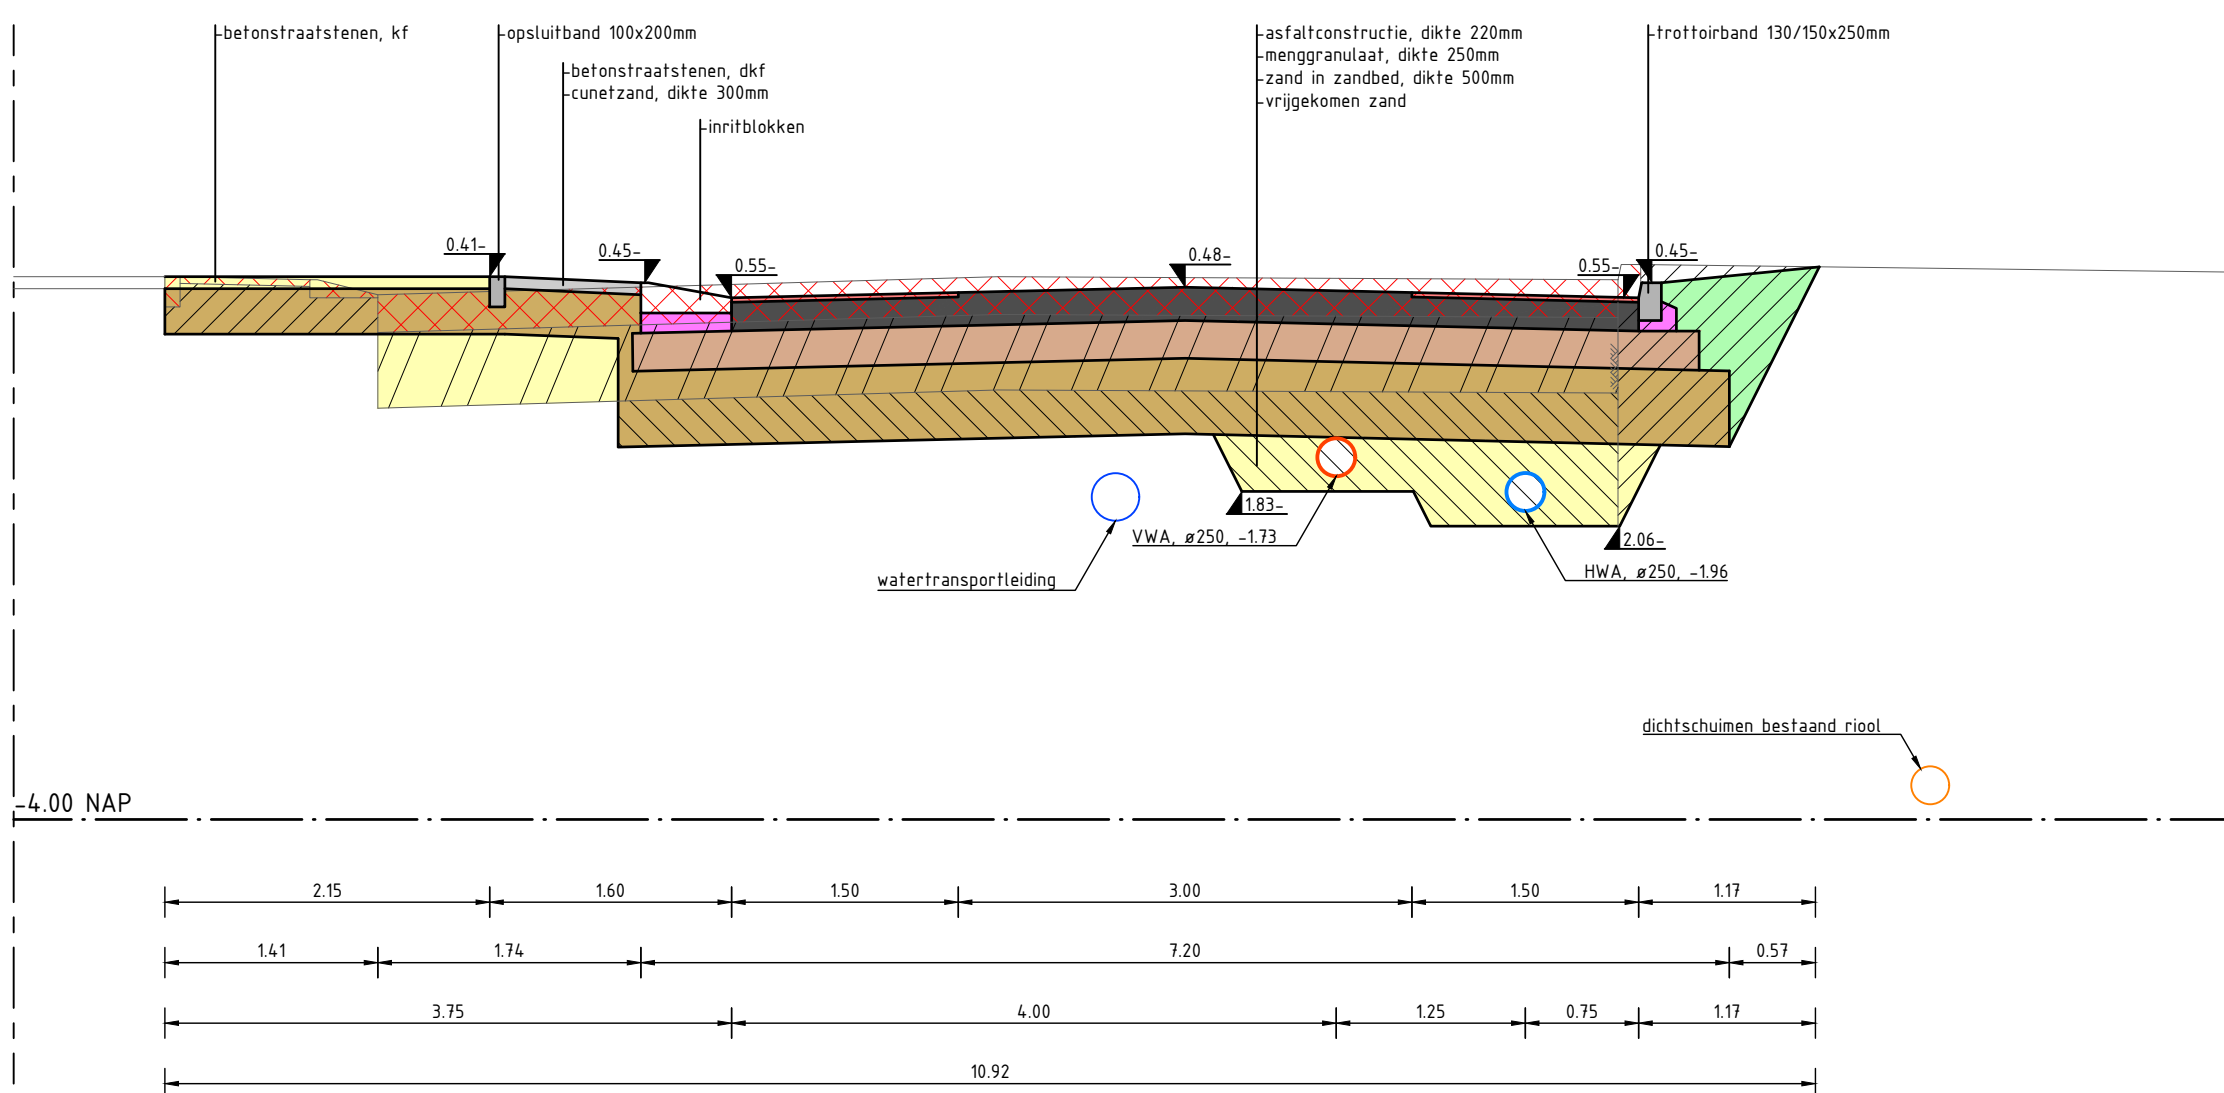 betonstraatstenen, kf
opsluitband 100x200mm
betonstraatstenen, dkf
cunetzand, dikte 300mm
inritblokken
asfaltconstructie, dikte 220mm
menggranulaat, dikte 250mm
zand in zandbed, dikte 500mm
vrijgekomen zand
trottoirband 130/150x250mm
0.41-
0.45-
0.55-
0.48-
0.55-
0.45-
1.83-
VWA, ø250, -1.73
2.06-
HWA, ø250, -1.96
watertransportleiding
dichtschuimen bestaand riool
-4.00 NAP
2.15
1.60
1.50
3.00
1.50
1.17
1.41
1.74
7.20
0.57
3.75
4.00
1.25
0.75
1.17
10.92